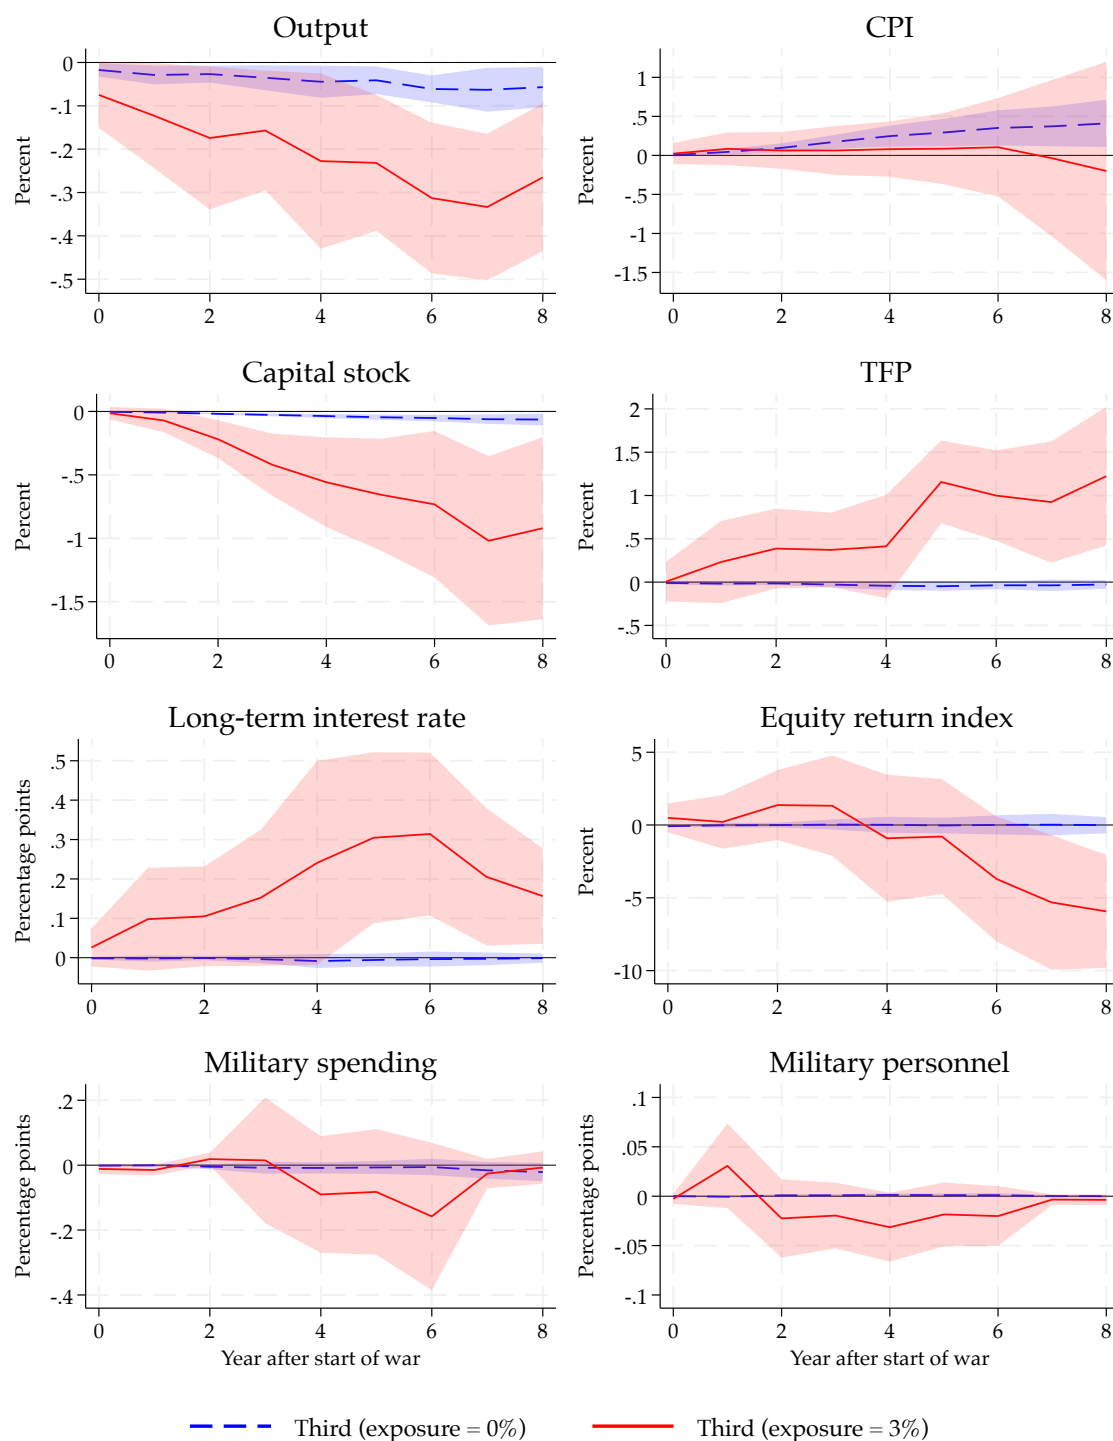 Output
CPI
Percent
0
-.1
-.2
-.3
-.4
-.5
0 2 4 6 8
Percent
1
.5
0
-.5
-1
-1.5
0 2 4 6 8
Capital stock
TFP
Percent
0
-.5
-1
-1.5
0 2 4 6 8
Percent
2
1.5
1
.5
0
-.5
0 2 4 6 8
Long-term interest rate
Equity return index
Percentage points
.5
.4
.3
.2
.1
0
0 2 4 6 8
Percent
5
0
-5
-10
0 2 4 6 8
Military spending
Military personnel
Percentage points
.2
0
-.2
-.4
0 2 4 6 8
Year after start of war
Percentage points
.1
.05
0
-.05
-.1
0 2 4 6 8
Year after start of war
Third (exposure = 0%)
Third (exposure = 3%)